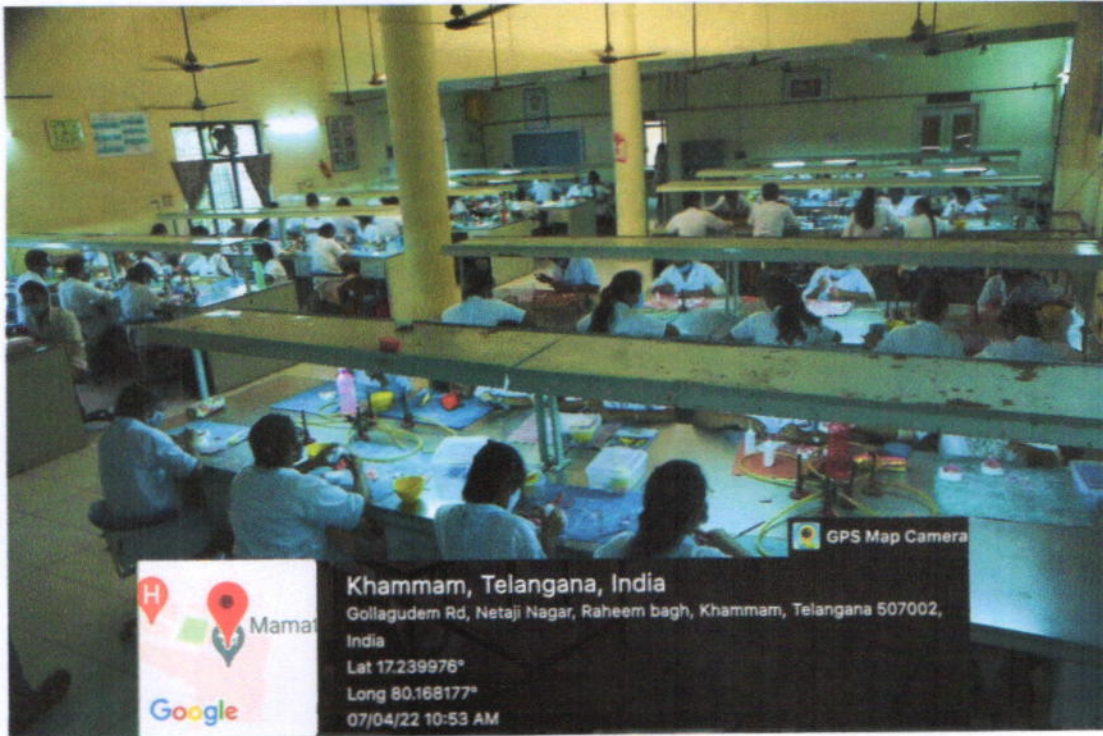 GPS Map Camera
Khammam, Telangana, India
Gollagudem Rd, Netaji Nagar, Raheem bagh, Khammam, Telangana 507002,
India
Lat 17.239976°
Long 80.168177°
07/04/22 10:53 AM
H
Mamat
Google